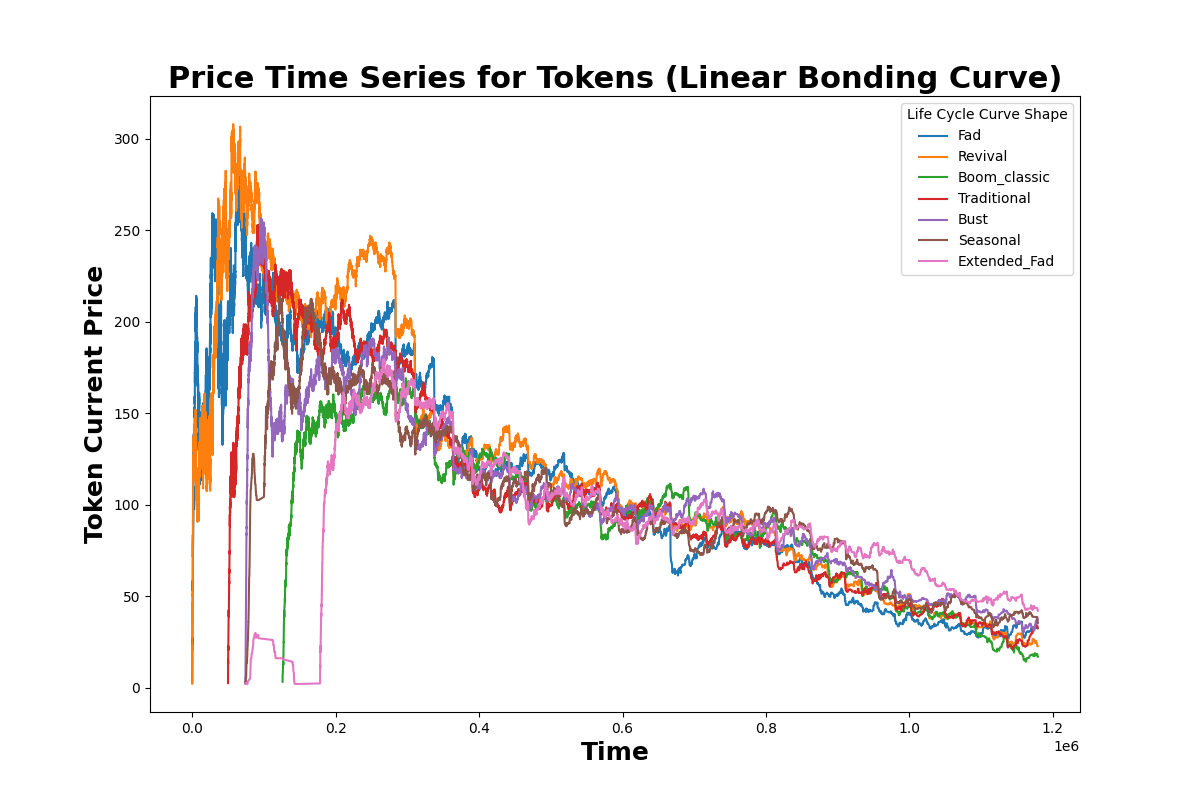 Price Time Series for Tokens (Linear Bonding Curve)
Life Cycle Curve Shape
Fad
Revival
Boom_classic
Traditional
Bust
Seasonal
Extended_Fad
Token Current Price
300
250
200
150
100
50
0
0.0
0.2
0.4
0.6
0.8
1.0
1.2
1e6
Time